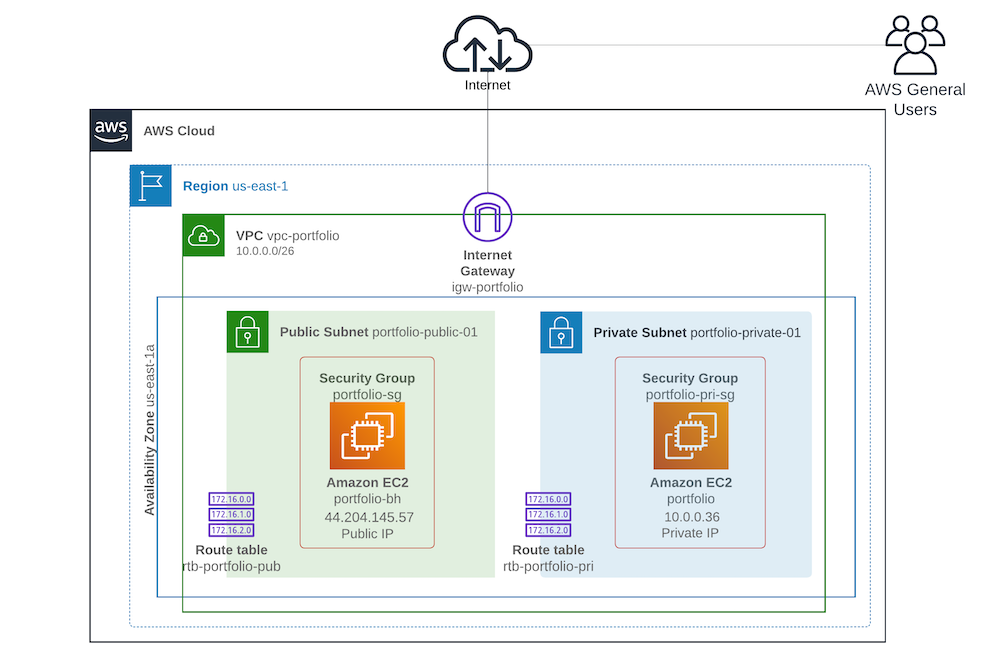 Internet
AWS General
Users
aws
AWS Cloud
Region us-east-1
VPC vpc-portfolio
10.0.0.0/26
Internet
Gateway
igw-portfolio
Availability Zone us-east-1a
Public Subnet portfolio-public-01
Security Group
portfolio-sg
Amazon EC2
portfolio-bh
44.204.145.57
Public IP
172.16.0.0
172.16.1.0
172.16.2.0
Route table
rtb-portfolio-pub
Private Subnet portfolio-private-01
Security Group
portfolio-pri-sg
Amazon EC2
portfolio
10.0.0.36
Private IP
172.16.0.0
172.16.1.0
172.16.2.0
Route table
rtb-portfolio-pri